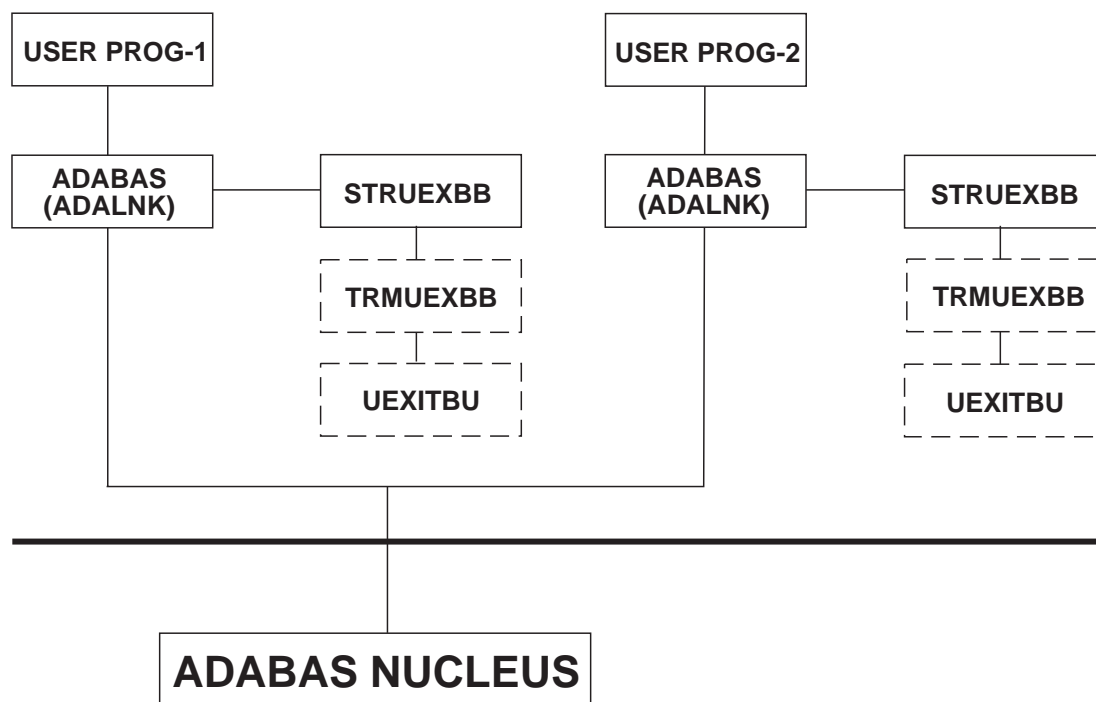 USER PROG-1
USER PROG-2
ADABAS
(ADALNK)
STRUEXBB
ADABAS
(ADALNK)
STRUEXBB
TRMUEXBB
TRMUEXBB
UEXITBU
UEXITBU
ADABAS NUCLEUS